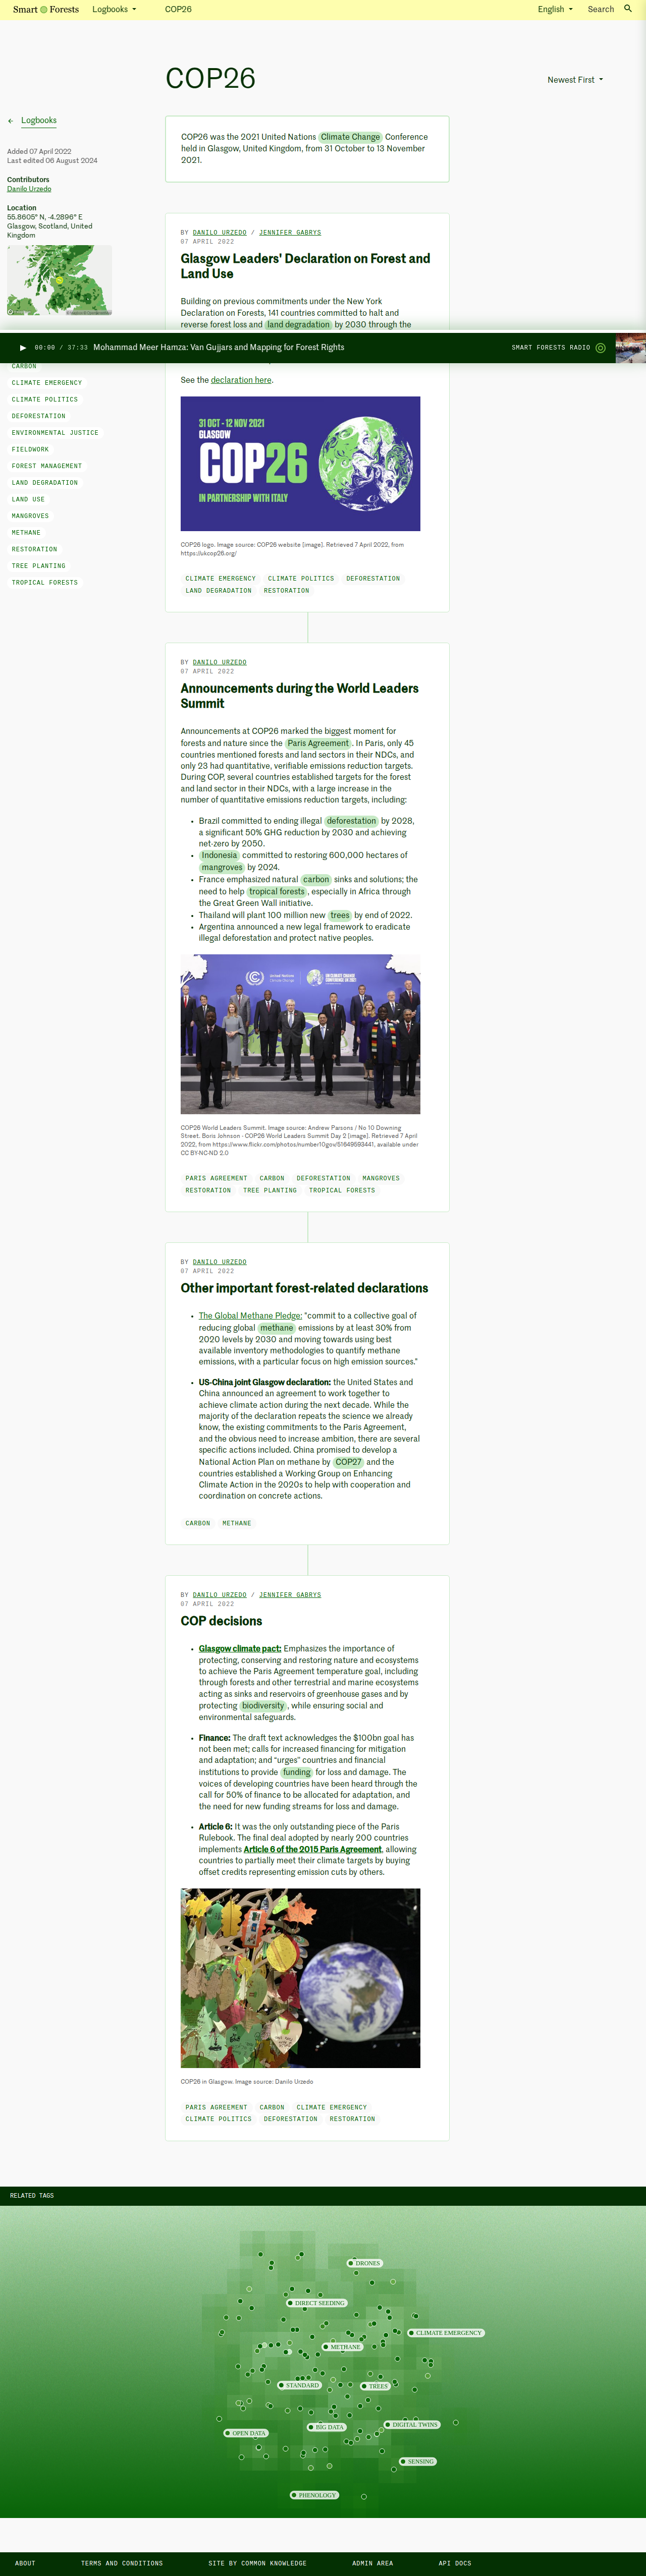 Smart Forests
Logbooks
COP26
English
Search
COP26
Newest First
Logbooks
Added 07 April 2022
Last edited 06 August 2024
Contributors
Danilo Urzedo
Location
55.8605° N, -4.2896° E
Glasgow, Scotland, United
Kingdom
COP26 was the 2021 United Nations Climate Change Conference
held in Glasgow, United Kingdom, from 31 October to 13 November
2021.
BY DANILO URZEDO / JENNIFER GABRYS
07 APRIL 2022
Glasgow Leaders' Declaration on Forest and
Land Use
Building on previous commitments under the New York
Declaration on Forests, 141 countries committed to halt and
reverse forest loss and land degradation by 2030 through the
00:00 / 37:33 Mohammad Meer Hamza: Van Gujjars and Mapping for Forest Rights
SMART FORESTS RADIO
CARBON
CLIMATE EMERGENCY
CLIMATE POLITICS
DEFORESTATION
ENVIRONMENTAL JUSTICE
FIELDWORK
FOREST MANAGEMENT
LAND DEGRADATION
LAND USE
MANGROVES
METHANE
RESTORATION
TREE PLANTING
TROPICAL FORESTS
See the declaration here.
31 OCT - 12 NOV 2021
GLASGOW
COP26
IN PARTNERSHIP WITH ITALY
COP26 logo. Image source: COP26 website [image]. Retrieved 7 April 2022, from
https://ukcop26.org/
CLIMATE EMERGENCY CLIMATE POLITICS DEFORESTATION
LAND DEGRADATION RESTORATION
BY DANILO URZEDO
07 APRIL 2022
Announcements during the World Leaders
Summit
Announcements at COP26 marked the biggest moment for
forests and nature since the Paris Agreement. In Paris, only 45
countries mentioned forests and land sectors in their NDCs, and
only 23 had quantitative, verifiable emissions reduction targets.
During COP, several countries established targets for the forest
and land sector in their NDCs, with a large increase in the
number of quantitative emissions reduction targets, including:
Brazil committed to ending illegal deforestation by 2028,
a significant 50% GHG reduction by 2030 and achieving
net-zero by 2050.
Indonesia committed to restoring 600,000 hectares of
mangroves by 2024.
France emphasized natural carbon sinks and solutions; the
need to help tropical forests, especially in Africa through
the Great Green Wall initiative.
Thailand will plant 100 million new trees by end of 2022.
Argentina announced a new legal framework to eradicate
illegal deforestation and protect native peoples.
COP26 World Leaders Summit. Image source: Andrew Parsons / No 10 Downing
Street. Boris Johnson - COP26 World Leaders Summit Day 2 [image]. Retrieved 7 April
2022, from https://www.flickr.com/photos/number10gov/51649593441, available under
CC BY-NC-ND 2.0
PARIS AGREEMENT CARBON DEFORESTATION MANGROVES
RESTORATION TREE PLANTING TROPICAL FORESTS
BY DANILO URZEDO
07 APRIL 2022
Other important forest-related declarations
The Global Methane Pledge: "commit to a collective goal of
reducing global methane emissions by at least 30% from
2020 levels by 2030 and moving towards using best
available inventory methodologies to quantify methane
emissions, with a particular focus on high emission sources."
US-China joint Glasgow declaration: the United States and
China announced an agreement to work together to
achieve climate action during the next decade. While the
majority of the declaration repeats the science we already
know, the existing commitments to the Paris Agreement,
and the obvious need to increase ambition, there are several
specific actions included. China promised to develop a
National Action Plan on methane by COP27 and the
countries established a Working Group on Enhancing
Climate Action in the 2020s to help with cooperation and
coordination on concrete actions.
CARBON METHANE
BY DANILO URZEDO / JENNIFER GABRYS
07 APRIL 2022
COP decisions
Glasgow climate pact: Emphasizes the importance of
protecting, conserving and restoring nature and ecosystems
to achieve the Paris Agreement temperature goal, including
through forests and other terrestrial and marine ecosystems
acting as sinks and reservoirs of greenhouse gases and by
protecting biodiversity, while ensuring social and
environmental safeguards.
Finance: The draft text acknowledges the $100bn goal has
not been met; calls for increased financing for mitigation
and adaptation; and "urges" countries and financial
institutions to provide funding for loss and damage. The
voices of developing countries have been heard through the
call for 50% of finance to be allocated for adaptation, and
the need for new funding streams for loss and damage.
Article 6: It was the only outstanding piece of the Paris
Rulebook. The final deal adopted by nearly 200 countries
implements Article 6 of the 2015 Paris Agreement, allowing
countries to partially meet their climate targets by buying
offset credits representing emission cuts by others.
COP26 in Glasgow. Image source: Danilo Urzedo
PARIS AGREEMENT CARBON CLIMATE EMERGENCY
CLIMATE POLITICS DEFORESTATION RESTORATION
RELATED TAGS
DRONES
DIRECT SEEDING
CLIMATE EMERGENCY
METHANE
STANDARD
TREES
BIG DATA
DIGITAL TWINS
OPEN DATA
SENSING
PHENOLOGY
ABOUT
TERMS AND CONDITIONS
SITE BY COMMON KNOWLEDGE
ADMIN AREA
API DOCS